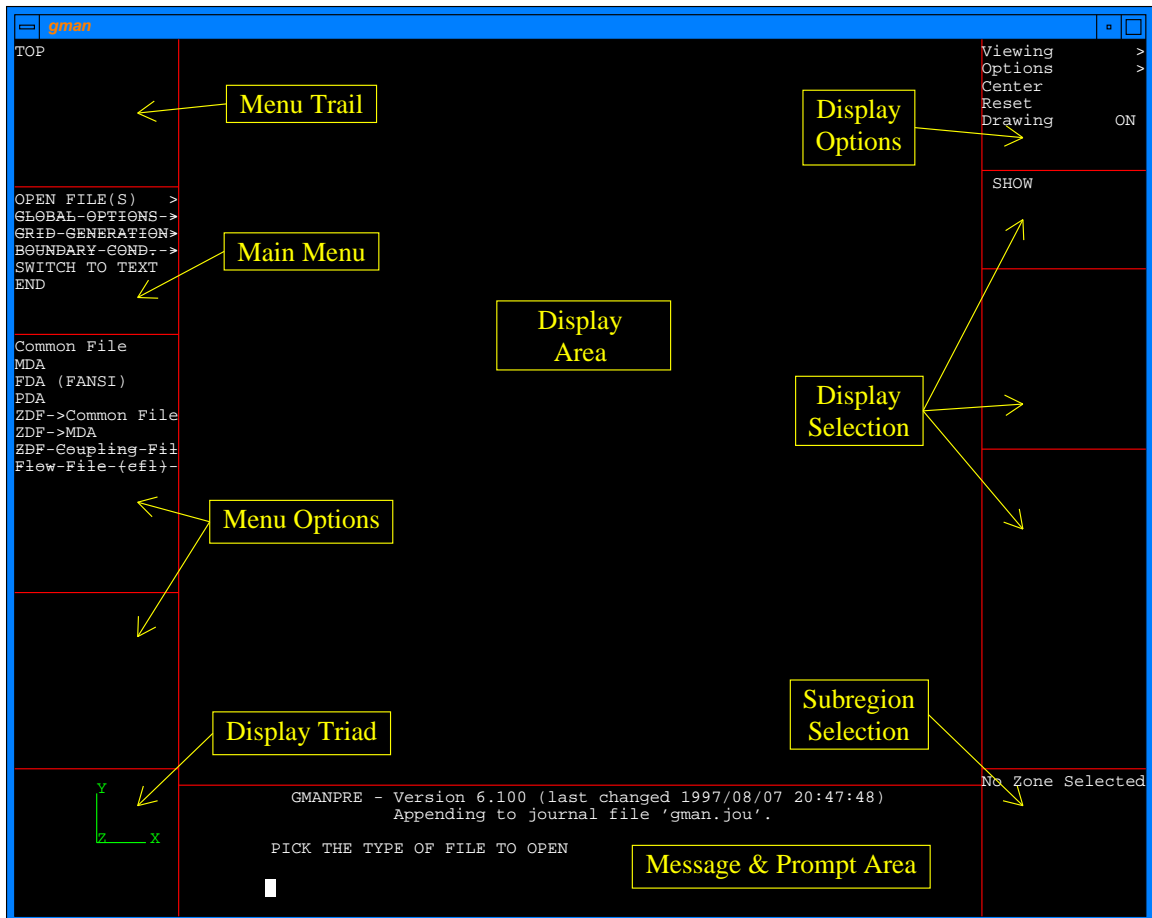 gman
TOP
Menu Trail
OPEN FILE(S) >
GLOBAL OPTIONS >
GRID GENERATION>
BOUNDARY COND. >
SWITCH TO TEXT
END
Main Menu
Common File
MDA
FDA (FANSI)
PDA
ZDF->Common File
ZDF->MDA
ZDF Coupling Fil
Flow File (cfl)
Menu Options
Display Triad
Y
Z X
Display
Area
GMANPRE - Version 6.100 (last changed 1997/08/07 20:47:48)
Appending to journal file 'gman.jou'.
PICK THE TYPE OF FILE TO OPEN
Message & Prompt Area
Viewing >
Options >
Center
Reset
Drawing ON
Display
Options
SHOW
Display
Selection
Subregion
Selection
No Zone Selected